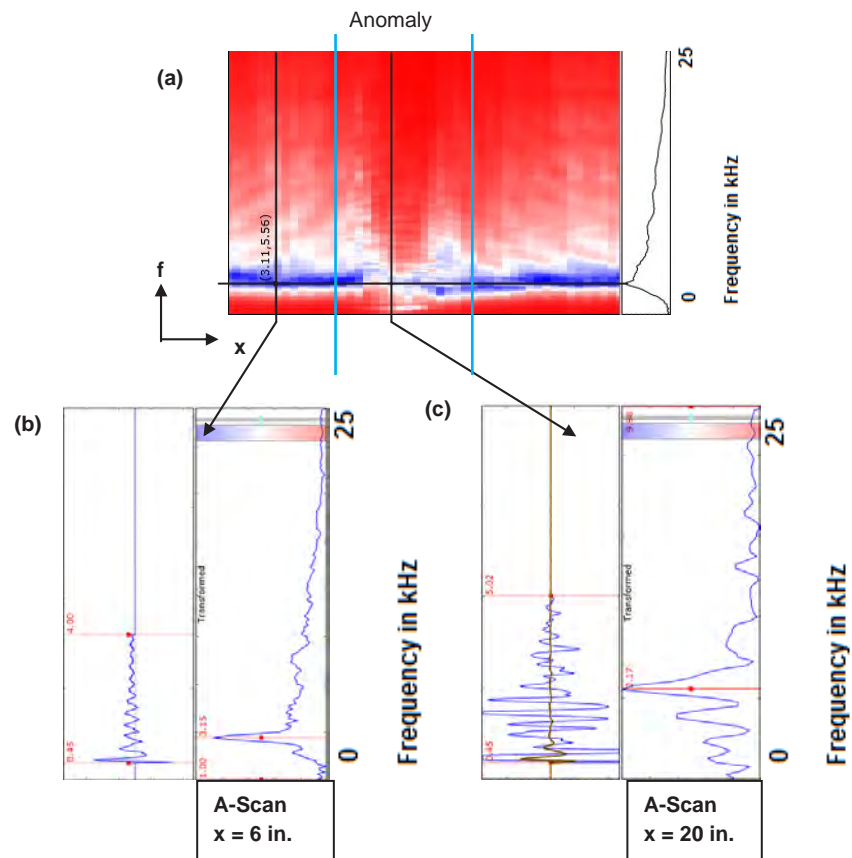 Anomaly
(a)
25
(3.11,5.56)
f
x
0
Frequency in kHz
(b)
4.00
0.45
Transformed
3.15
1.00
25
0
Frequency in kHz
A-Scan
x = 6 in.
(c)
5.02
0.45
Transformed
25
0
Frequency in kHz
A-Scan
x = 20 in.